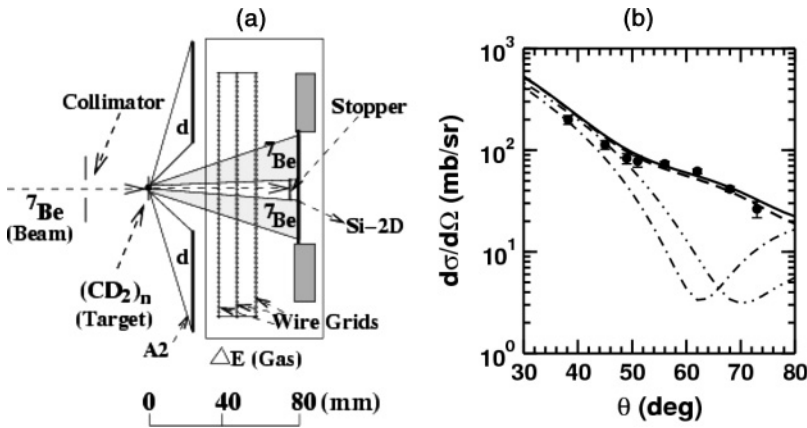 (a)
Collimator
d
Stopper
⁷Be
⁷Be
(Beam)
⁷Be
Si-2D
d
(CD₂)ₙ
(Target)
Wire Grids
A2
△E (Gas)
0 40 80 (mm)
(b)
dσ/dΩ (mb/sr)
10³
10²
10¹
10⁰
30 40 50 60 70 80
θ (deg)